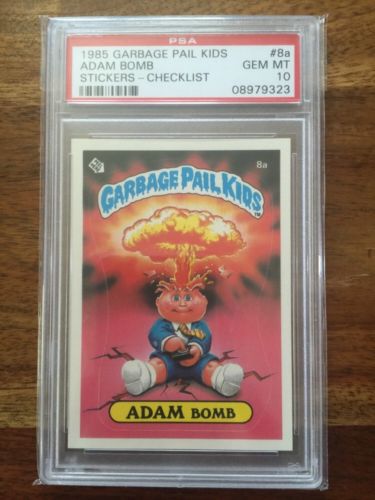 PSA
1985 GARBAGE PAIL KIDS #8a
ADAM BOMB GEM MT
STICKERS-CHECKLIST 10
08979323
8a
GARBAGE PAIL KIDS
ADAM BOMB